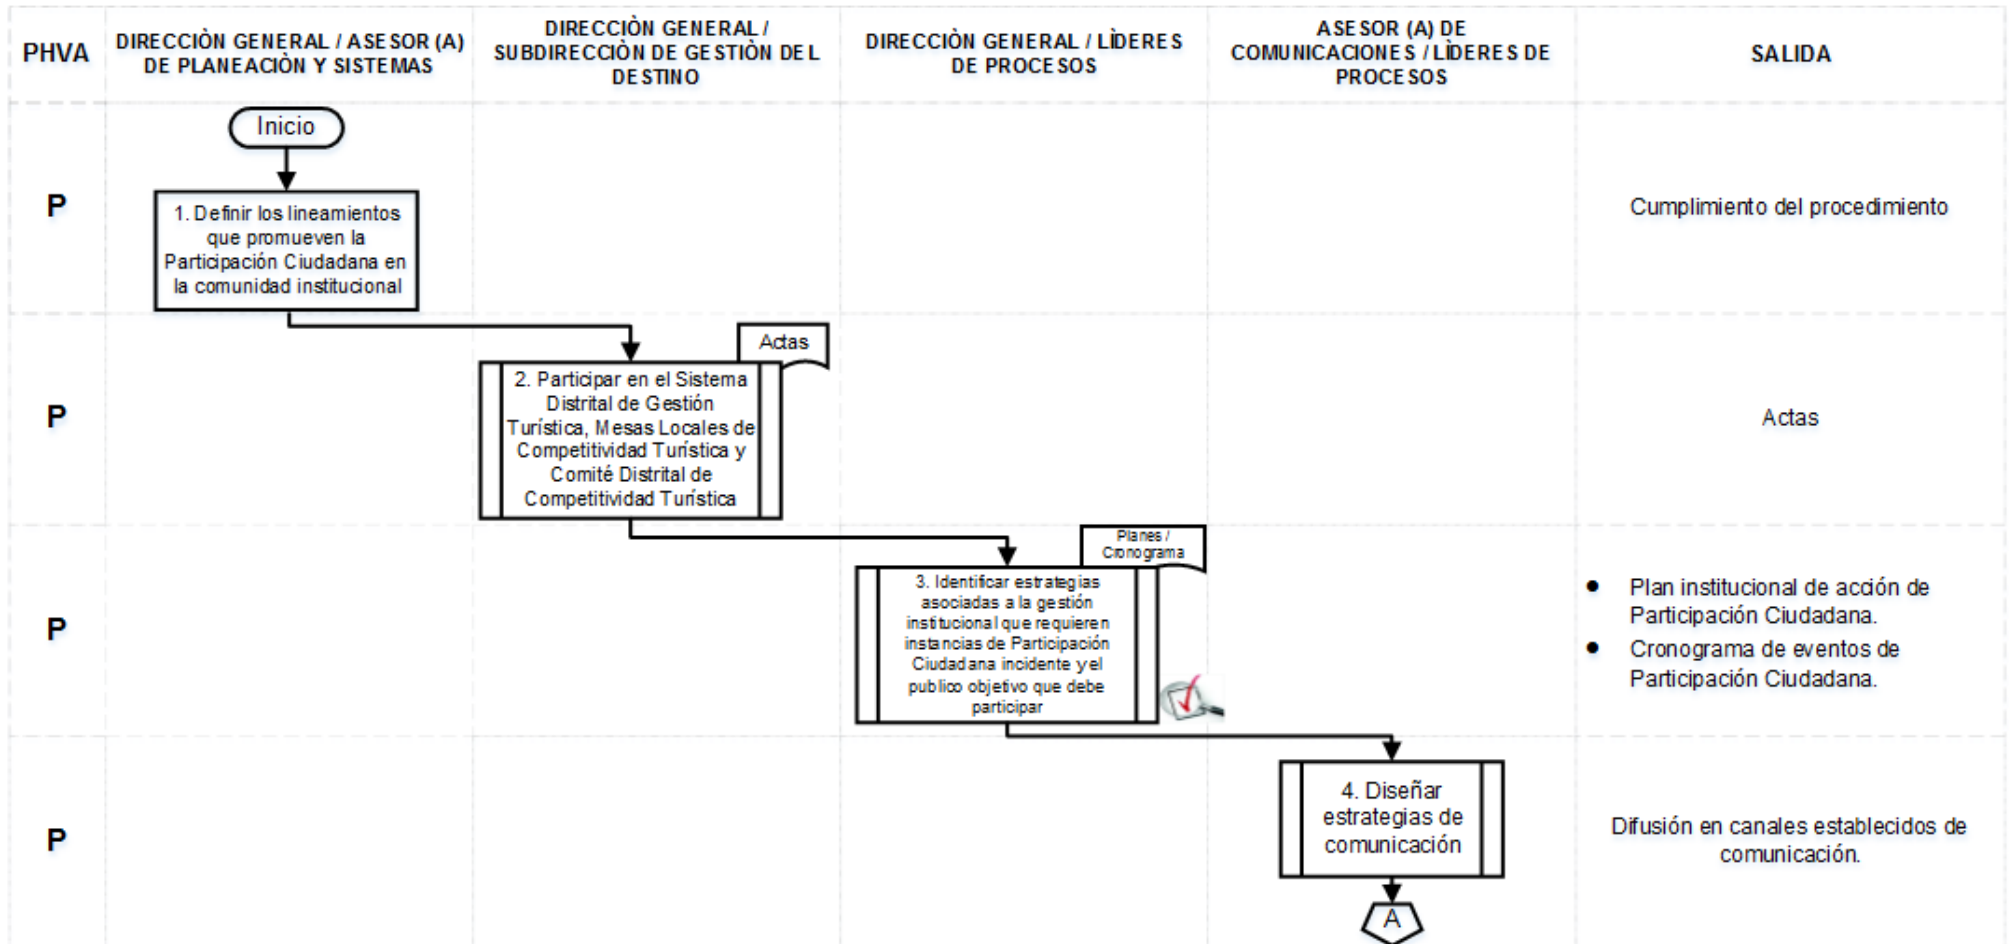 PHVA
DIRECCIÒN GENERAL / ASESOR (A)
DE PLANEACIÒN Y SISTEMAS
DIRECCIÒN GENERAL /
SUBDIRECCIÒN DE GESTIÒN DEL
DESTINO
DIRECCIÒN GENERAL / LÌDERES
DE PROCESOS
ASESOR (A) DE
COMUNICACIONES / LÌDERES DE
PROCESOS
SALIDA
Inicio
P
1. Definir los lineamientos
que promueven la
Participación Ciudadana en
la comunidad institucional
Cumplimiento del procedimiento
P
Actas
2. Participar en el Sistema
Distrital de Gestión
Turística, Mesas Locales de
Competitividad Turística y
Comité Distrital de
Competitividad Turística
Actas
P
Planes /
Cronograma
3. Identificar estrategias
asociadas a la gestión
institucional que requieren
instancias de Participación
Ciudadana incidente y el
publico objetivo que debe
participar
● Plan institucional de acción de
Participación Ciudadana.
● Cronograma de eventos de
Participación Ciudadana.
P
4. Diseñar
estrategias de
comunicación
Difusión en canales establecidos de
comunicación.
A